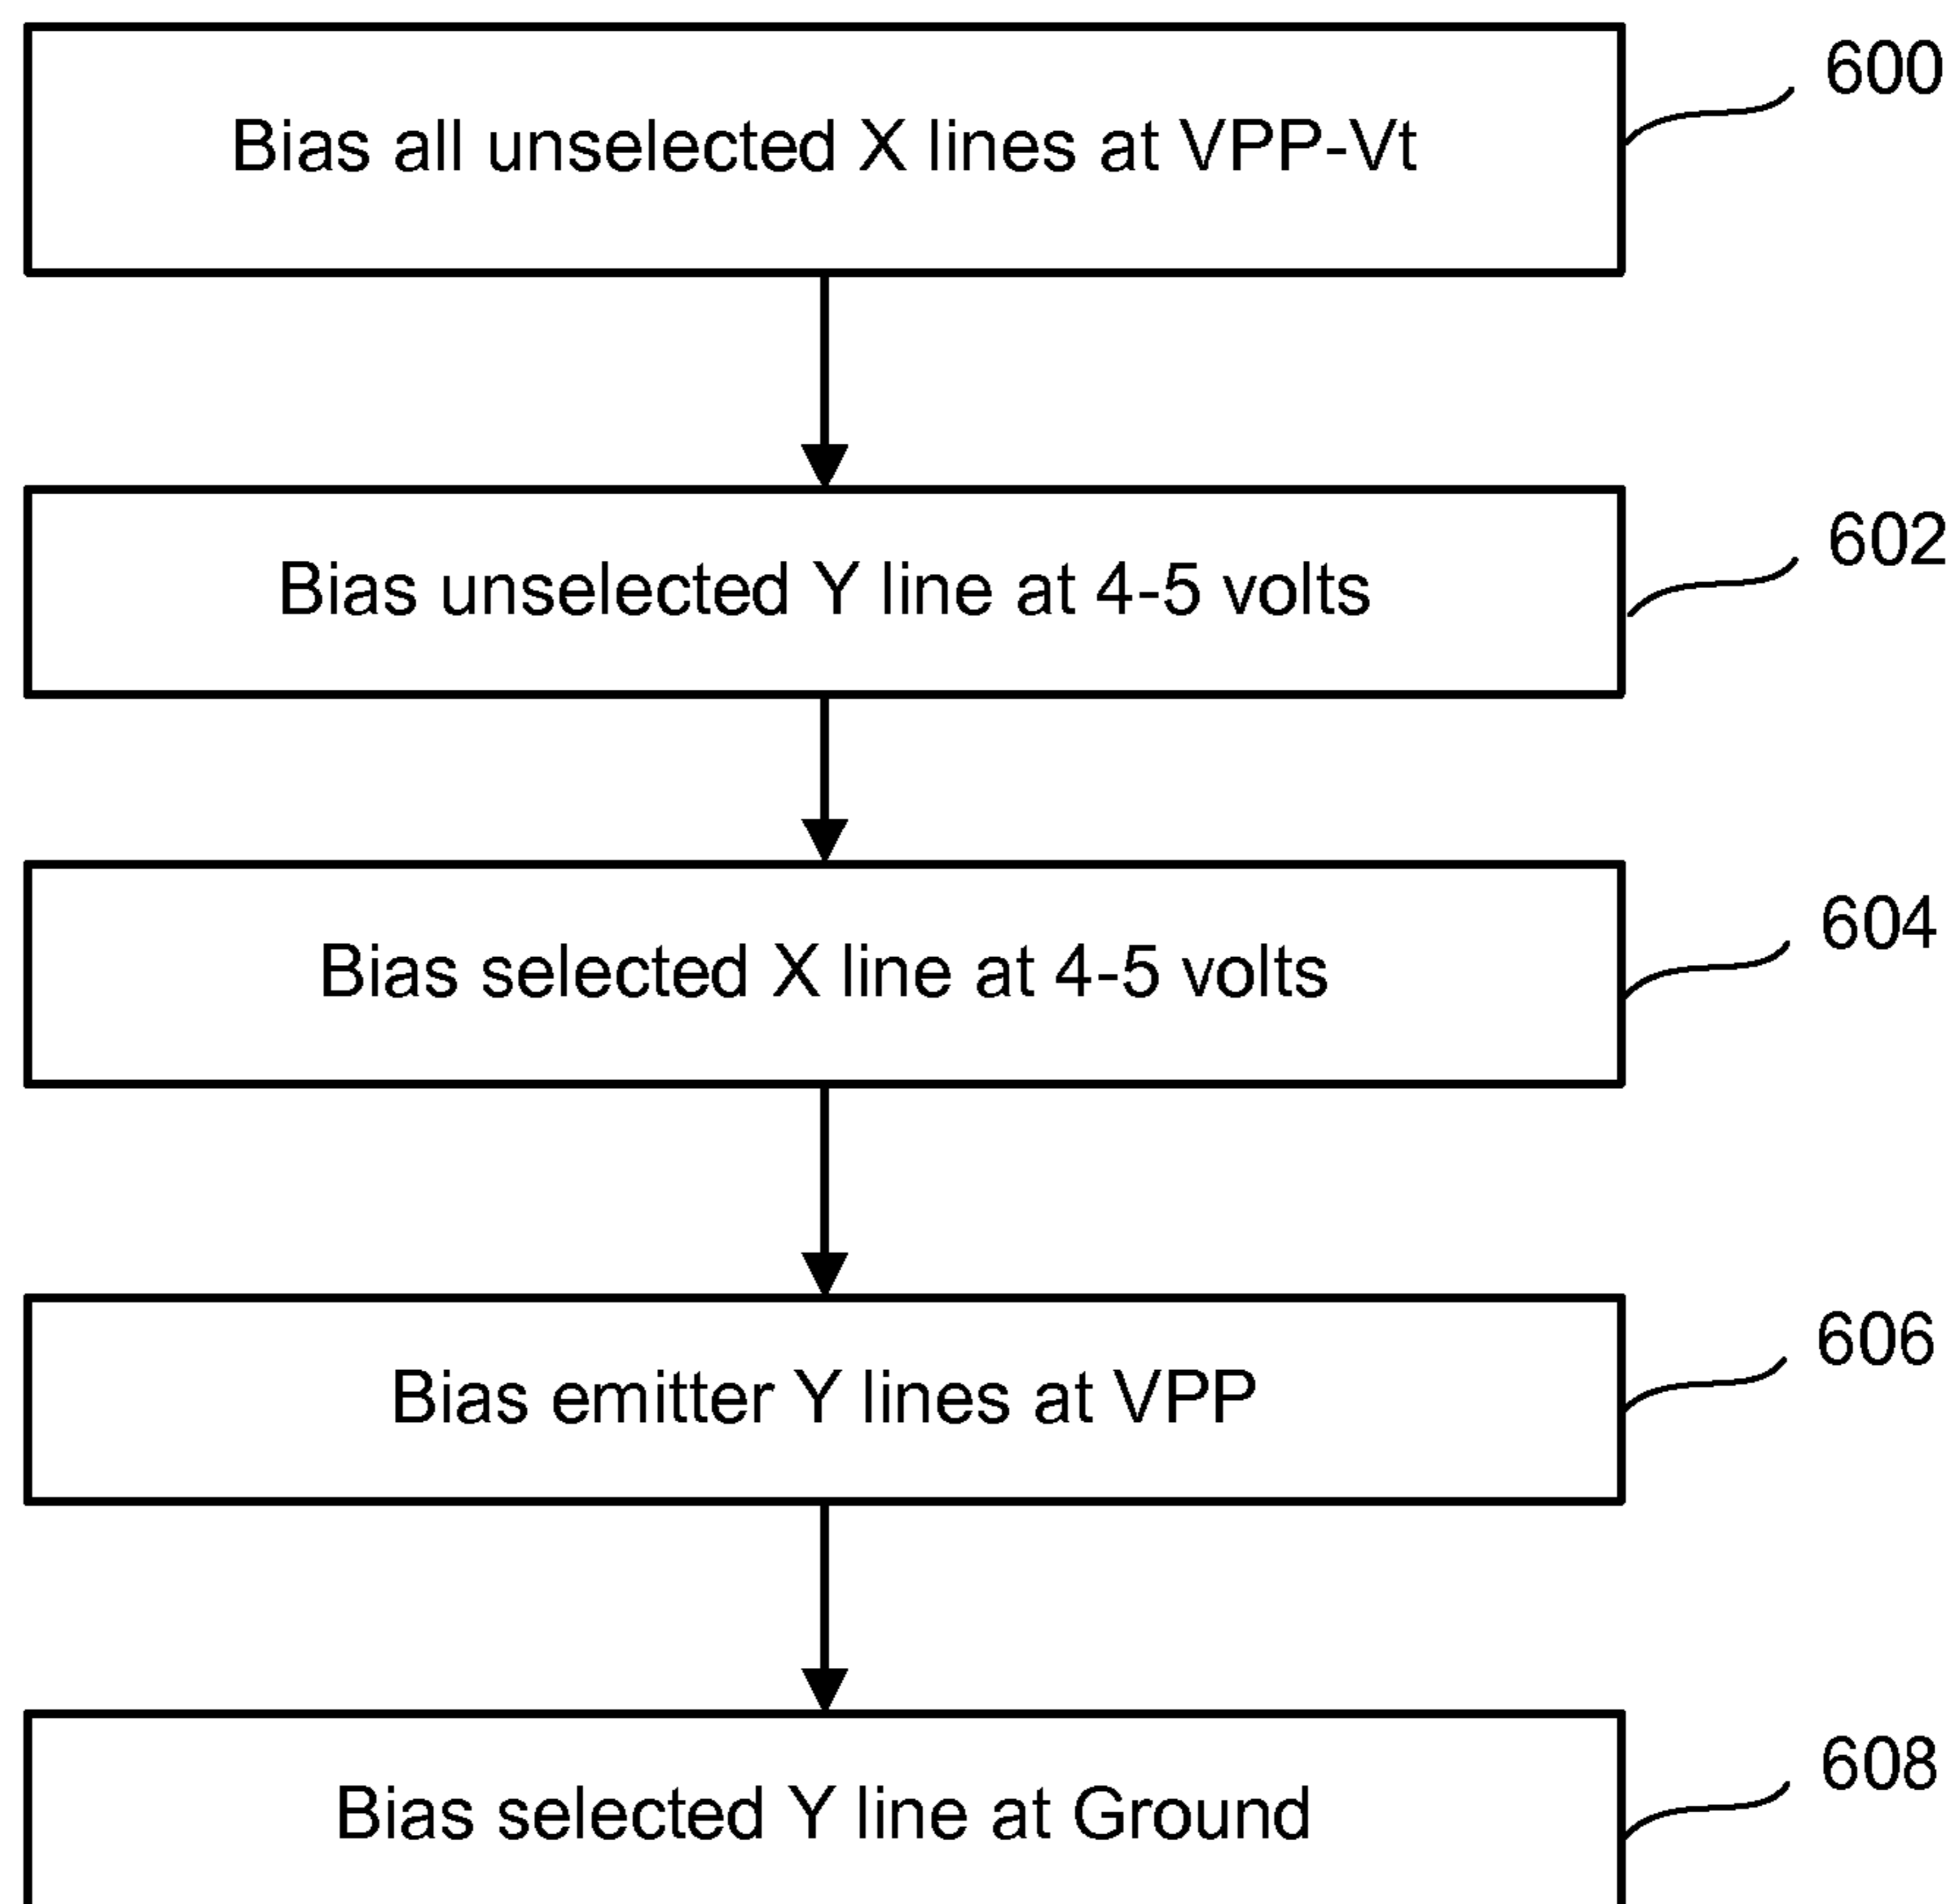 Bias all unselected X lines at VPP-Vt
600
Bias unselected Y line at 4-5 volts
602
Bias selected X line at 4-5 volts
604
Bias emitter Y lines at VPP
606
Bias selected Y line at Ground
608